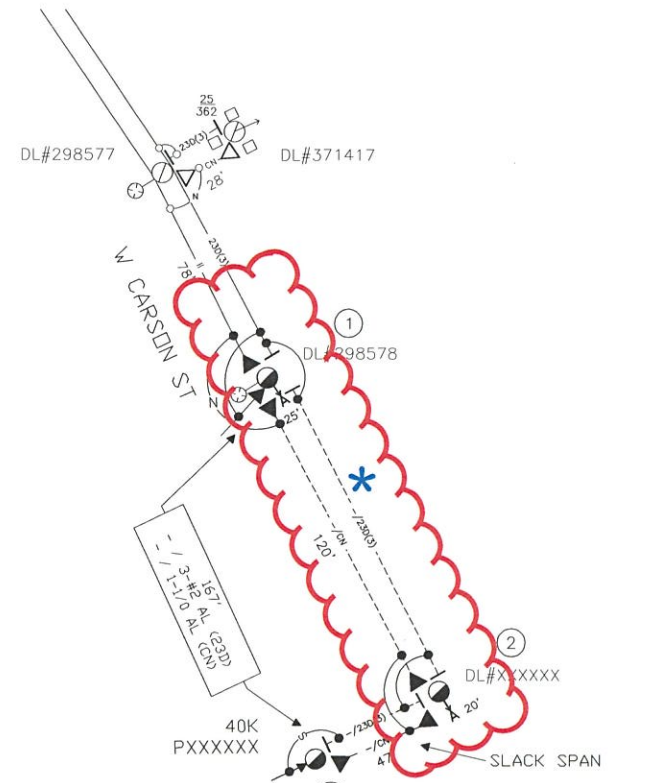 25
362
230(3)
DL#298577
DL#371417
CN
28'
N
230(3)
78'
W CARSON ST
1
DL#298578
N
A
25'
*
-/230(3)
-/CN
120'
167'
- / 3-#2 AL (23D)
- / 1-1/0 AL (CN)
2
DL#XXXXXX
A 20'
40K
PXXXXXX
S
-/230(3)
-/CN
47
SLACK SPAN